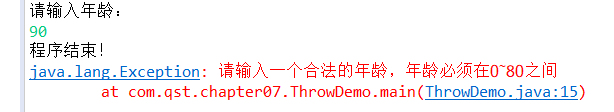 请输入年龄：
90
程序结束!
java.lang.Exception: 请输入一个合法的年龄，年龄必须在0~80之间
at com.qst.chapter07.ThrowDemo.main(ThrowDemo.java:15)